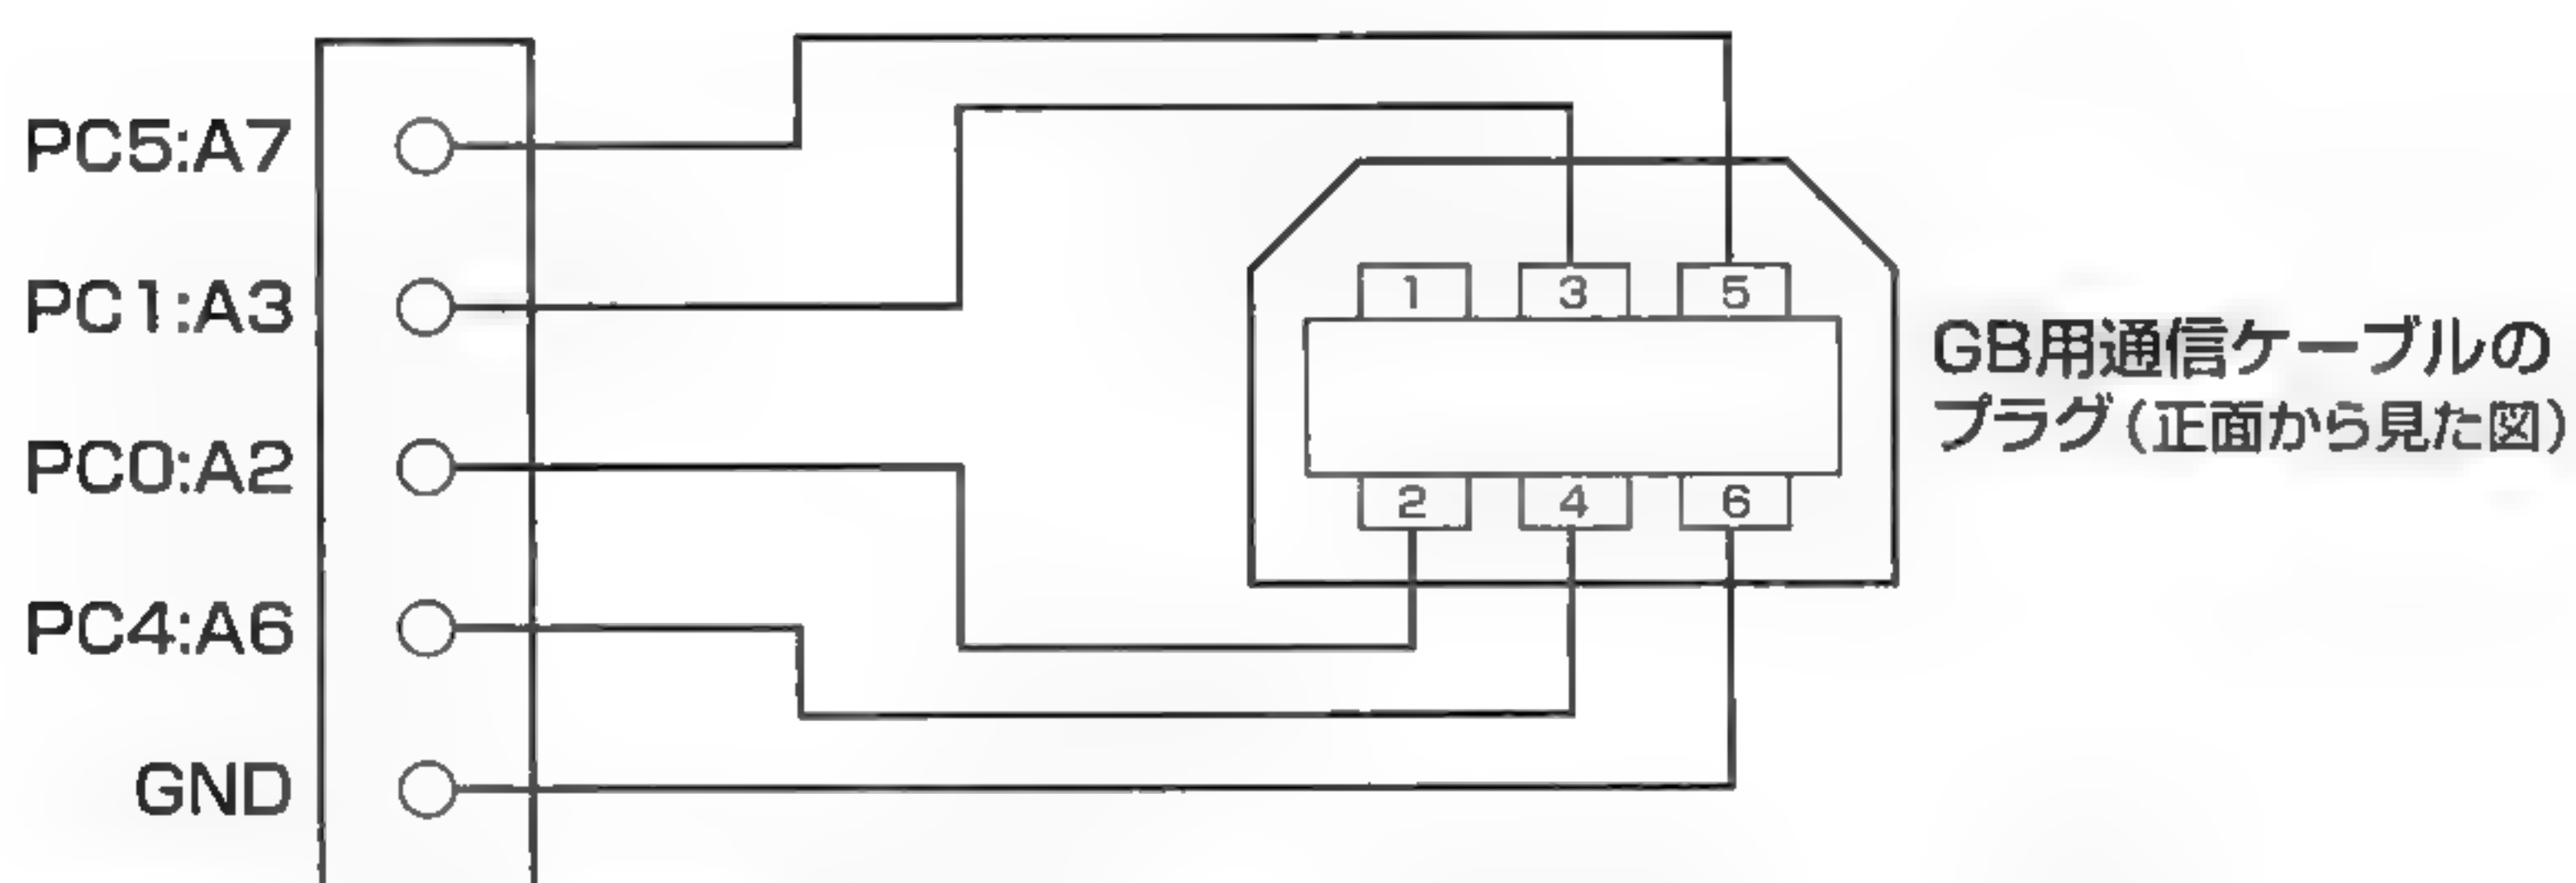 PC5:A7
PC1:A3
PC0:A2
PC4:A6
GND
1
3
5
2
4
6
GB用通信ケーブルの
プラグ(正面から見た図)